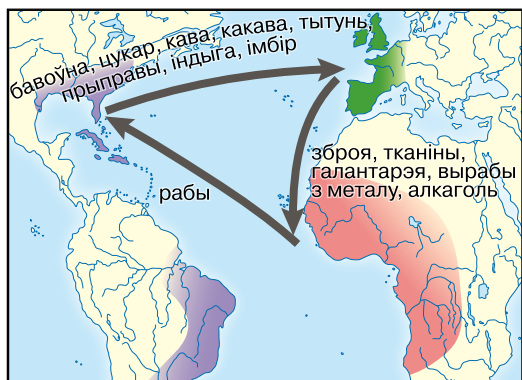 бавоўна, цукар, кава, какава, тытунь,
прыправы, індыга, імбір
зброя, тканіны,
галантарэя, вырабы
з металу, алкаголь
рабы